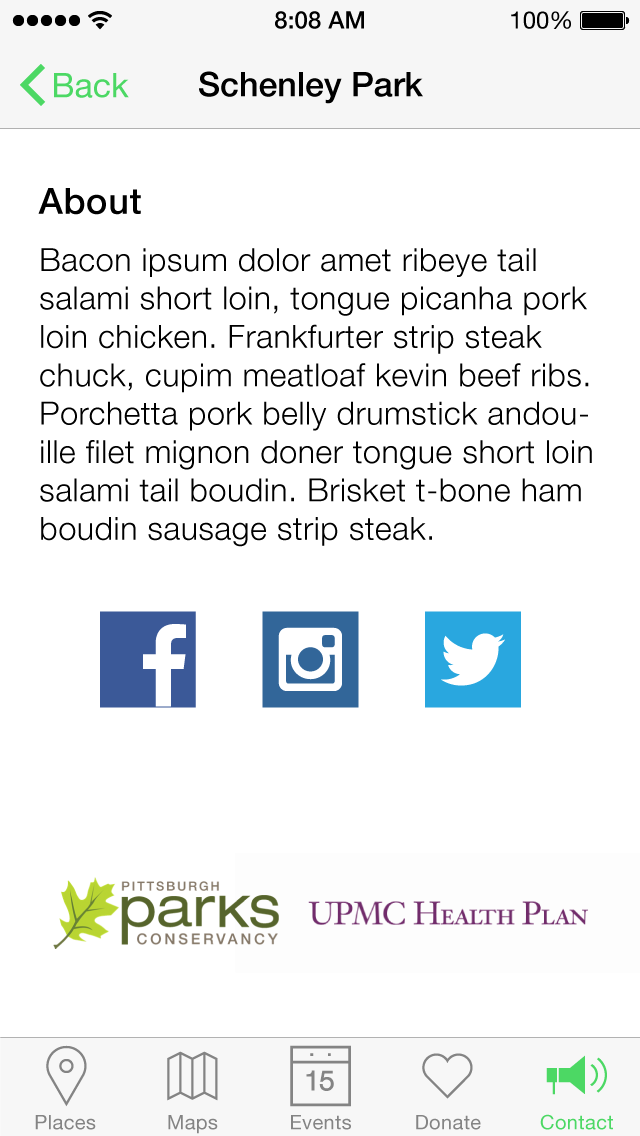 8:08 AM 100%
Back Schenley Park
About
Bacon ipsum dolor amet ribeye tail
salami short loin, tongue picanha pork
loin chicken. Frankfurter strip steak
chuck, cupim meatloaf kevin beef ribs.
Porchetta pork belly drumstick andou-
ille filet mignon doner tongue short loin
salami tail boudin. Brisket t-bone ham
boudin sausage strip steak.
PITTSBURGH
parks
CONSERVANCY
UPMC HEALTH PLAN
15
Places Maps Events Donate Contact